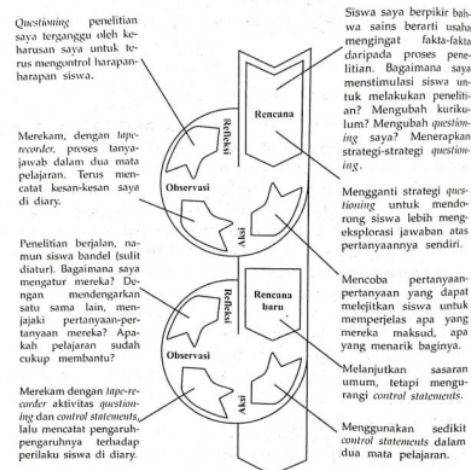 Questioning penelitian
saya terganggu oleh ke-
harusan saya untuk te-
rus mengontrol harapan-
harapan siswa.
Merekam, dengan tape-
recorder, proses tanya-
jawab dalam dua mata
pelajaran. Terus men-
catat kesan-kesan saya
di diary.
Penelitian berjalan, na-
mun siswa bandel (sulit
diatur). Bagaimana saya
mengatur mereka? De-
ngan mendengarkan
satu sama lain, men-
jajaki pertanyaan-per-
tanyaan mereka? Apa-
kah pelajaran sudah
cukup membantu?
Merekam dengan tape-re-
corder aktivitas question-
ing dan control statements,
lalu mencatat pengaruh-
pengaruhnya terhadap
perilaku siswa di diary.
Rencana
Refleksi
Observasi
Aksi
Rencana
baru
Refleksi
Observasi
Aksi
Siswa saya berpikir bah-
wa sains berarti usaha
mengingat fakta-fakta
daripada proses pene-
litian. Bagaimana saya
menstimulasi siswa un-
tuk melakukan peneliti-
an? Mengubah kuriku-
lum? Mengubah question-
ing saya? Menerapkan
strategi-strategi question-
ing.
Mengganti strategi ques-
tioning untuk mendo-
rong siswa lebih meng-
eksplorasi jawaban atas
pertanyaannya sendiri.
Mencoba pertanyaan-
pertanyaan yang dapat
melejitkan siswa untuk
memperjelas apa yang
mereka maksud, apa
yang menarik baginya.
Melanjutkan sasaran
umum, tetapi mengu-
rangi control statements.
Menggunakan sedikit
control statements dalam
dua mata pelajaran.